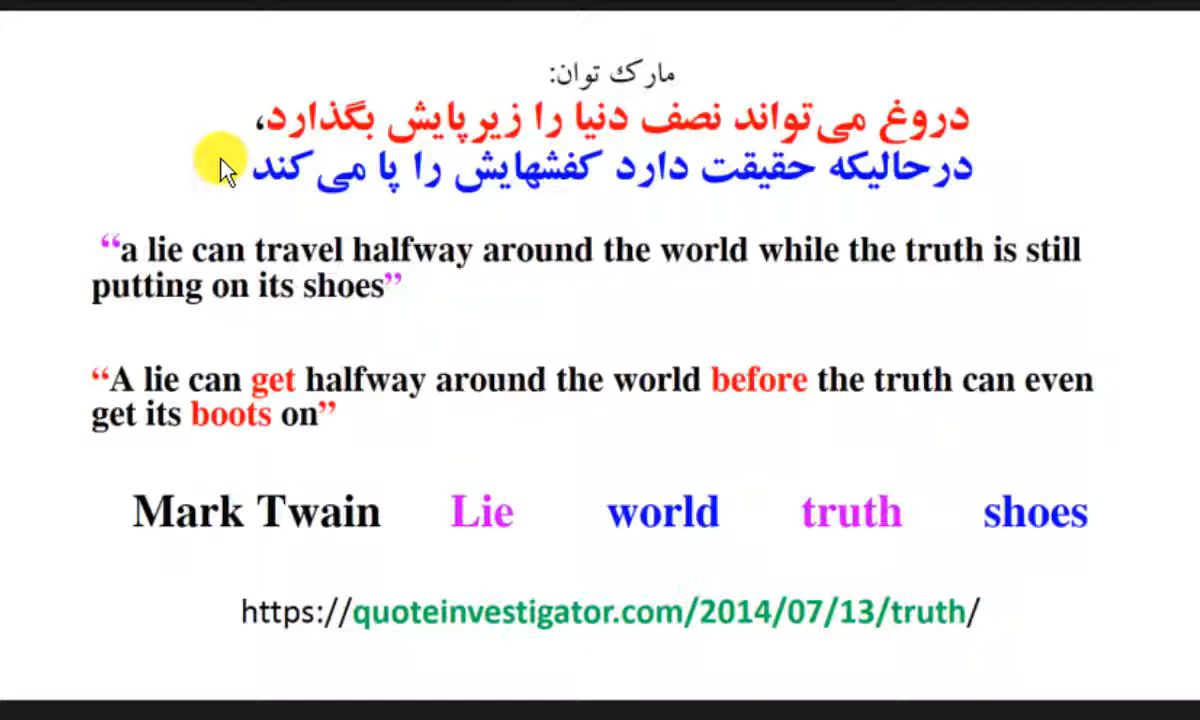 مارك توان:
دروغ می‌تواند نصف دنیا را زیرپایش بگذارد،
درحالیکه حقیقت دارد کفشهایش را پا می‌کند
“a lie can travel halfway around the world while the truth is still
putting on its shoes”
“A lie can get halfway around the world before the truth can even
get its boots on”
Mark Twain Lie world truth shoes
https://quoteinvestigator.com/2014/07/13/truth/